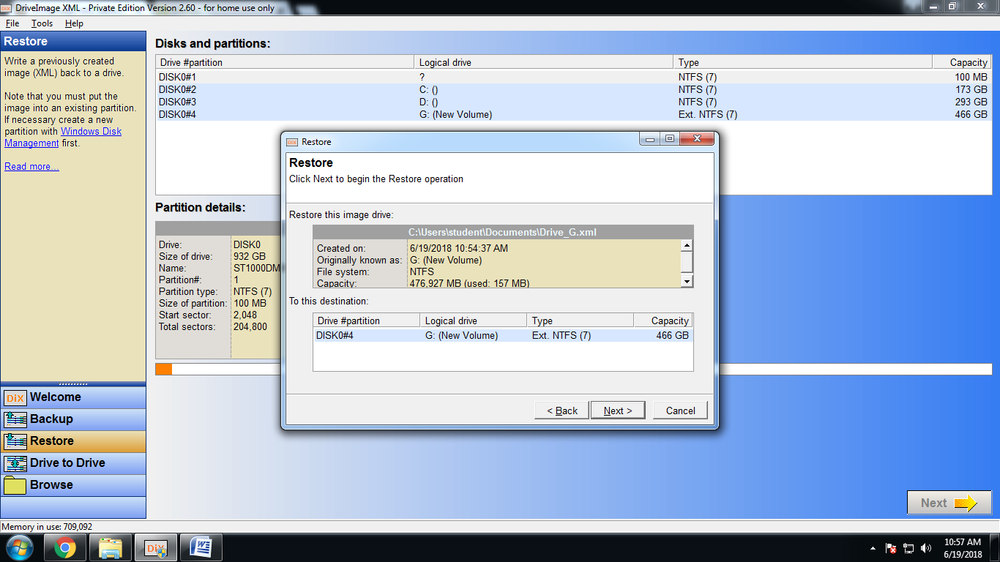 DiX DriveImage XML - Private Edition Version 2.60 - for home use only
File Tools Help
Restore
Write a previously created
image (XML) back to a drive.
Note that you must put the
image into an existing partition.
If necessary create a new
partition with Windows Disk
Management first.
Read more...
Disks and partitions:
Drive #partition Logical drive Type Capacity
DISK0#1 ? NTFS (7) 100 MB
DISK0#2 C: () NTFS (7) 173 GB
DISK0#3 D: () NTFS (7) 293 GB
DISK0#4 G: (New Volume) Ext. NTFS (7) 466 GB
Partition details:
Drive: DISK0
Size of drive: 932 GB
Name: ST1000DM
Partition#: 1
Partition type: NTFS (7)
Size of partition: 100 MB
Start sector: 2,048
Total sectors: 204,800
DiX Restore
Restore
Click Next to begin the Restore operation
Restore this image drive:
C:\Users\student\Documents\Drive_G.xml
Created on: 6/19/2018 10:54:37 AM
Originally known as: G: (New Volume)
File system: NTFS
Capacity: 476,927 MB (used: 157 MB)
To this destination:
Drive #partition Logical drive Type Capacity
DISK0#4 G: (New Volume) Ext. NTFS (7) 466 GB
< Back Next > Cancel
DiX Welcome
Backup
Restore
Drive to Drive
Browse
Next
Memory in use: 709,092
DiX W
10:57 AM
6/19/2018